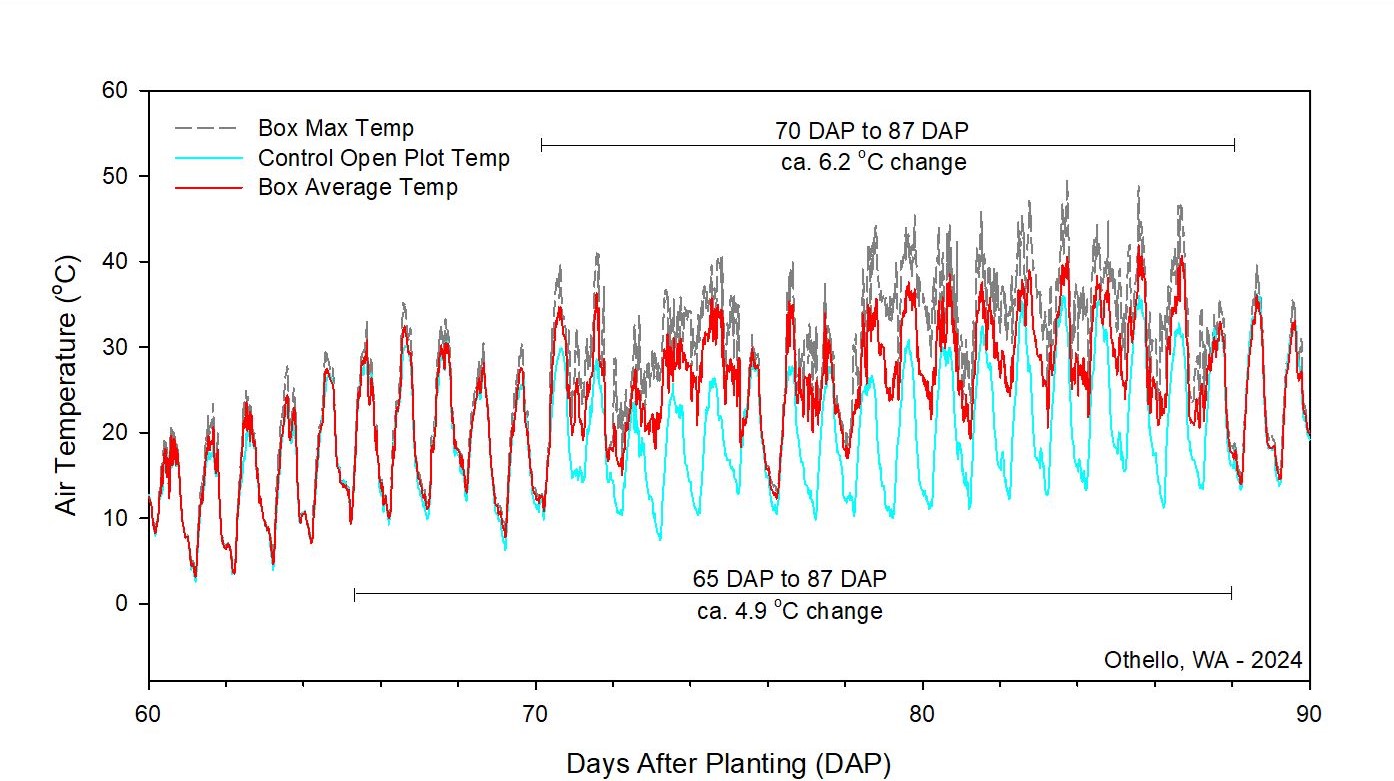 60
50
40
30
20
10
0
Air Temperature (°C)
Box Max Temp
Control Open Plot Temp
Box Average Temp
70 DAP to 87 DAP
ca. 6.2 °C change
65 DAP to 87 DAP
ca. 4.9 °C change
Othello, WA - 2024
60 70 80 90
Days After Planting (DAP)